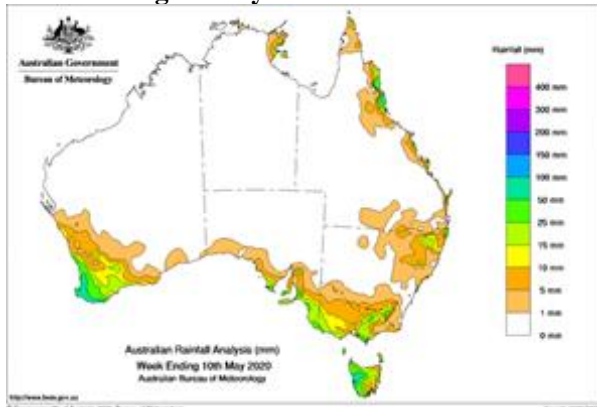 Australian Government
Bureau of Meteorology
Rainfall (mm)
400 mm
300 mm
200 mm
150 mm
100 mm
50 mm
25 mm
15 mm
10 mm
5 mm
1 mm
0 mm
Australian Rainfall Analysis (mm)
Week Ending 10th May 2020
Australian Bureau of Meteorology
http://www.bom.gov.au